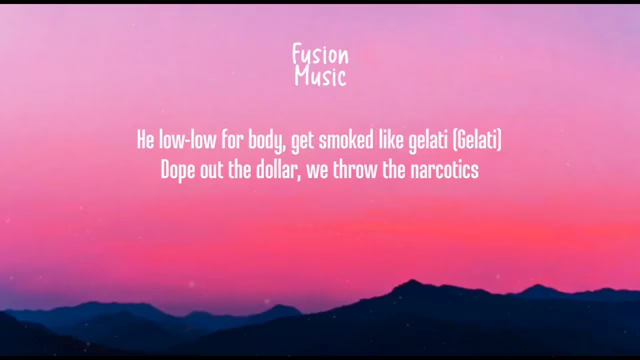 Fusion
Music
He low-low for body, get smoked like gelati (Gelati)
Dope out the dollar, we throw the narcotics